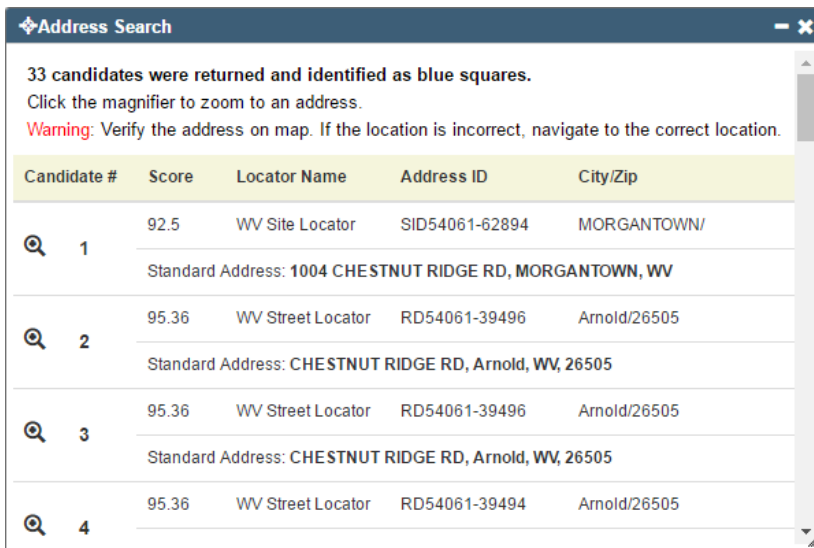 Address Search
33 candidates were returned and identified as blue squares.
Click the magnifier to zoom to an address.
Warning: Verify the address on map. If the location is incorrect, navigate to the correct location.
Candidate # Score Locator Name Address ID City/Zip
1 92.5 WV Site Locator SID54061-62894 MORGANTOWN/
Standard Address: 1004 CHESTNUT RIDGE RD, MORGANTOWN, WV
2 95.36 WV Street Locator RD54061-39496 Arnold/26505
Standard Address: CHESTNUT RIDGE RD, Arnold, WV, 26505
3 95.36 WV Street Locator RD54061-39496 Arnold/26505
Standard Address: CHESTNUT RIDGE RD, Arnold, WV, 26505
4 95.36 WV Street Locator RD54061-39494 Arnold/26505